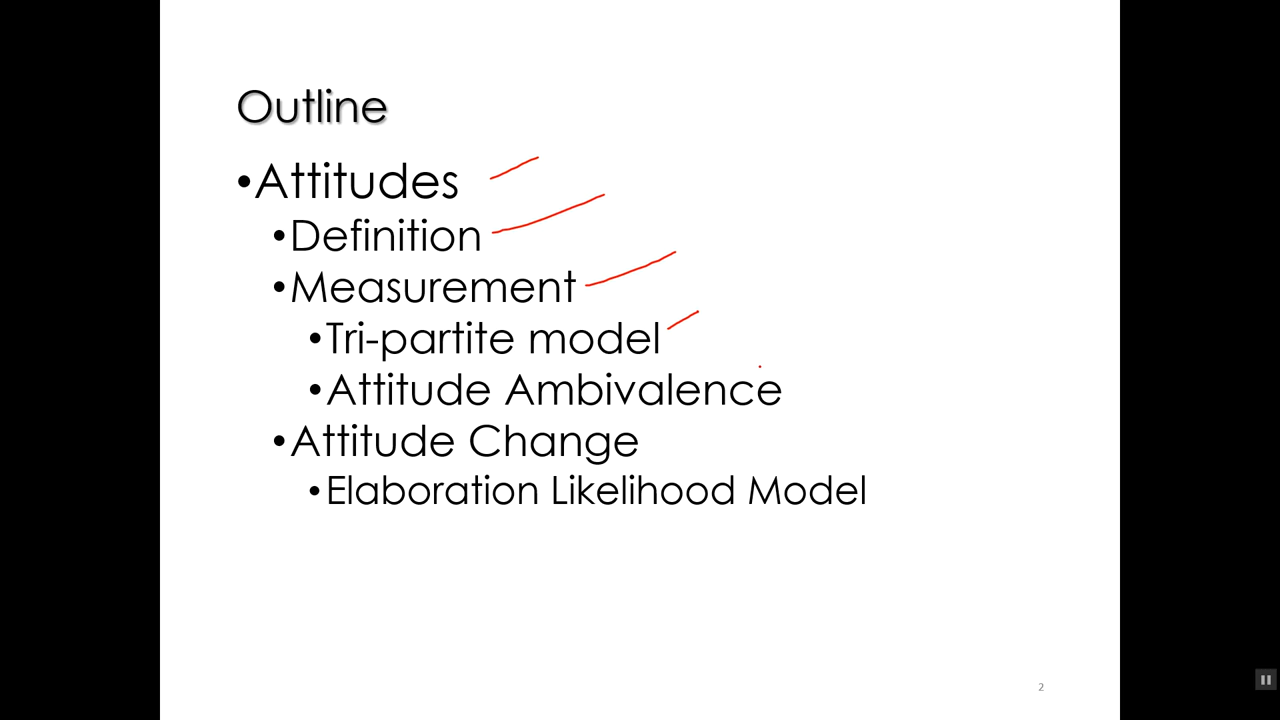 Outline
•Attitudes
•Definition
•Measurement
•Tri-partite model
•Attitude Ambivalence
•Attitude Change
•Elaboration Likelihood Model
2